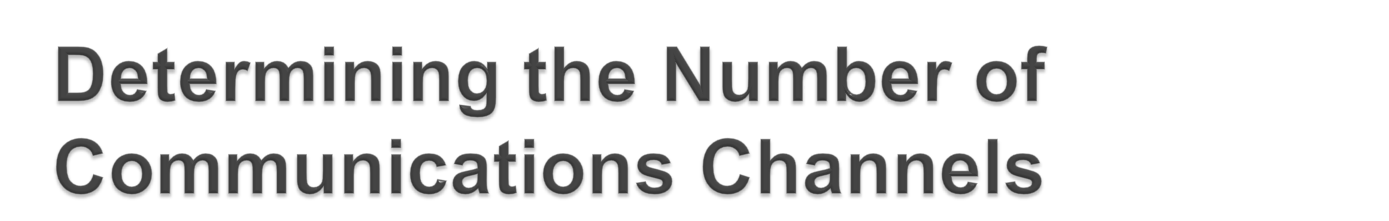 Determining the Number of
Communications Channels